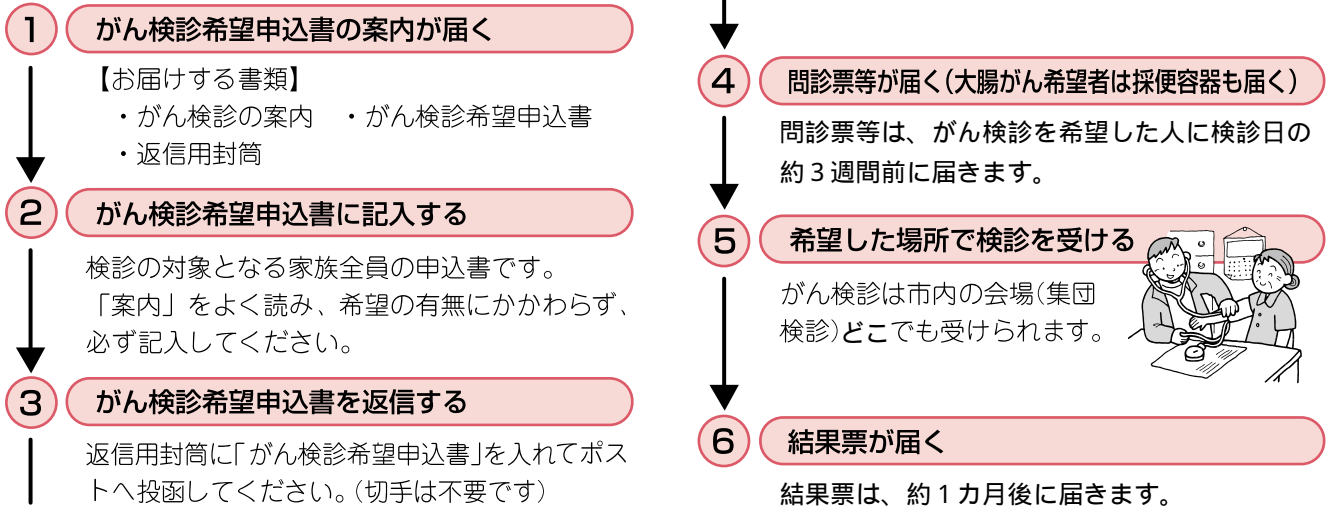 1 がん検診希望申込書の案内が届く
【お届けする書類】
・がん検診の案内　・がん検診希望申込書
・返信用封筒
2 がん検診希望申込書に記入する
検診の対象となる家族全員の申込書です。
「案内」をよく読み、希望の有無にかかわらず、
必ず記入してください。
3 がん検診希望申込書を返信する
返信用封筒に「がん検診希望申込書」を入れてポス
トへ投函してください。（切手は不要です）
4 問診票等が届く（大腸がん希望者は採便容器も届く）
問診票等は、がん検診を希望した人に検診日の
約3週間前に届きます。
5 希望した場所で検診を受ける
がん検診は市内の会場（集団
検診）どこでも受けられます。
6 結果票が届く
結果票は、約1カ月後に届きます。